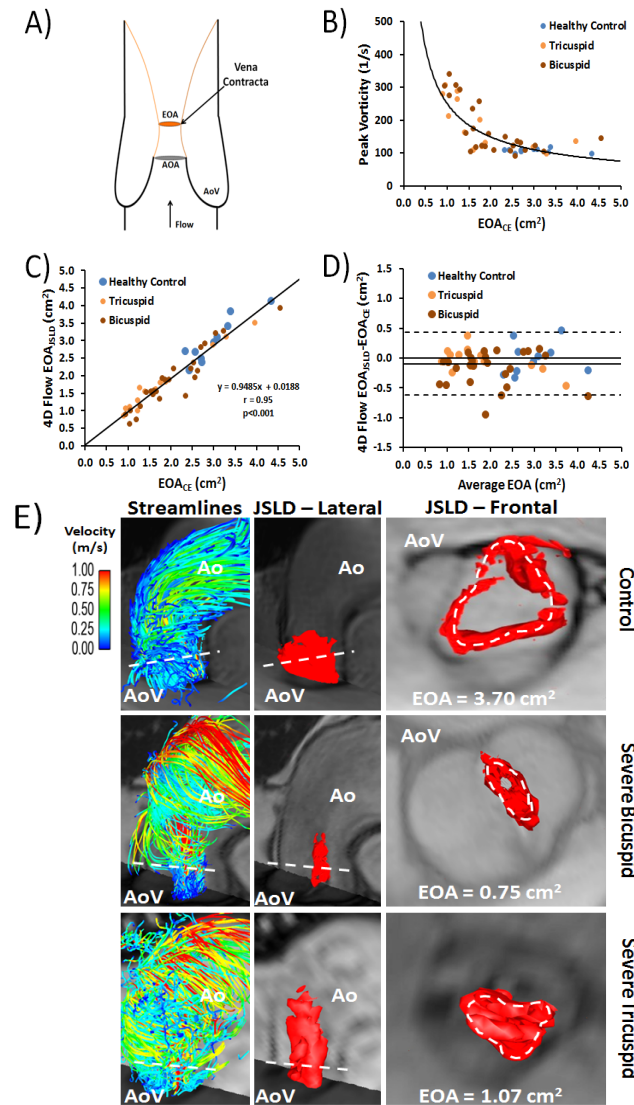 A)
Vena
Contracta
EOA
AOA
AoV
Flow
B)
Peak Vorticity (1/s)
500
400
300
200
100
0
Healthy Control
Tricuspid
Bicuspid
0.0 0.5 1.0 1.5 2.0 2.5 3.0 3.5 4.0 4.5 5.0
EOACE (cm²)
C)
4D Flow EOAJSLD (cm²)
5.0
4.5
4.0
3.5
3.0
2.5
2.0
1.5
1.0
0.5
0.0
Healthy Control
Tricuspid
Bicuspid
y = 0.9485x + 0.0188
r = 0.95
p<0.001
0.0 0.5 1.0 1.5 2.0 2.5 3.0 3.5 4.0 4.5 5.0
EOACE (cm²)
D)
4D Flow EOAJSLD-EOACE (cm²)
1.5
1.0
0.5
0.0
-0.5
-1.0
-1.5
Healthy Control
Tricuspid
Bicuspid
0.0 0.5 1.0 1.5 2.0 2.5 3.0 3.5 4.0 4.5 5.0
Average EOA (cm²)
E)
Streamlines JSLD – Lateral JSLD – Frontal
Velocity
(m/s)
1.00
0.75
0.50
0.25
0.00
Ao
AoV
Ao
AoV
AoV
EOA = 3.70 cm²
Control
Ao
AoV
Ao
AoV
AoV
EOA = 0.75 cm²
Severe Bicuspid
Ao
AoV
Ao
AoV
EOA = 1.07 cm²
Severe Tricuspid